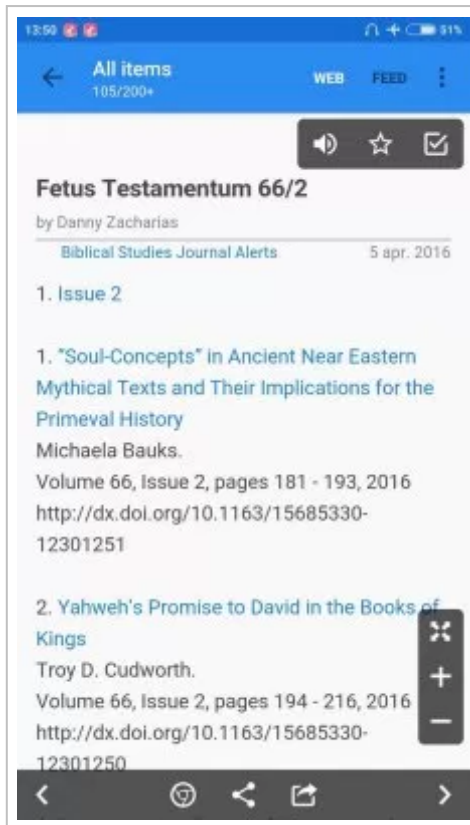 13:50 51%
All items
105/200+
WEB FEED
Fetus Testamentum 66/2
by Danny Zacharias
Biblical Studies Journal Alerts 5 apr. 2016
1. Issue 2
1. "Soul-Concepts" in Ancient Near Eastern
Mythical Texts and Their Implications for the
Primeval History
Michaela Bauks.
Volume 66, Issue 2, pages 181 - 193, 2016
http://dx.doi.org/10.1163/15685330-
12301251
2. Yahweh's Promise to David in the Books of
Kings
Troy D. Cudworth.
Volume 66, Issue 2, pages 194 - 216, 2016
http://dx.doi.org/10.1163/15685330-
12301250